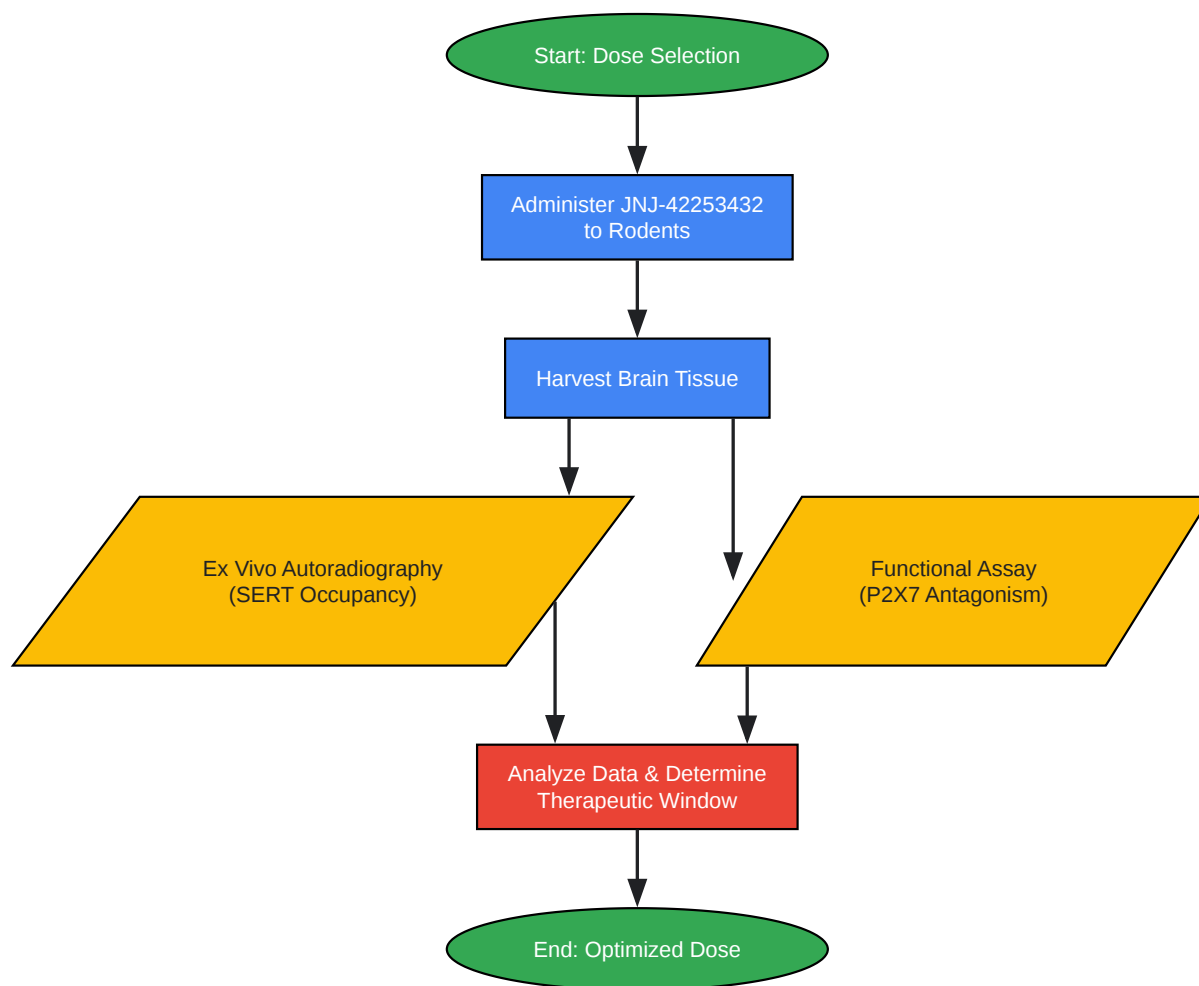 Start: Dose Selection
Administer JNJ-42253432
to Rodents
Harvest Brain Tissue
Ex Vivo Autoradiography
(SERT Occupancy)
Functional Assay
(P2X7 Antagonism)
Analyze Data & Determine
Therapeutic Window
End: Optimized Dose